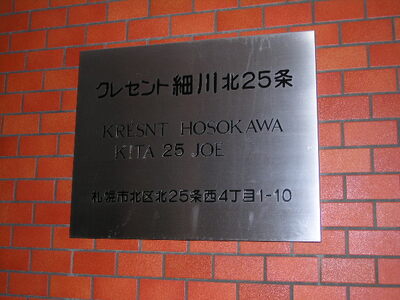 クレセント細川北25条
KRESNT HOSOKAWA
KITA 25 JOE
札幌市北区北25条西4丁目1-10